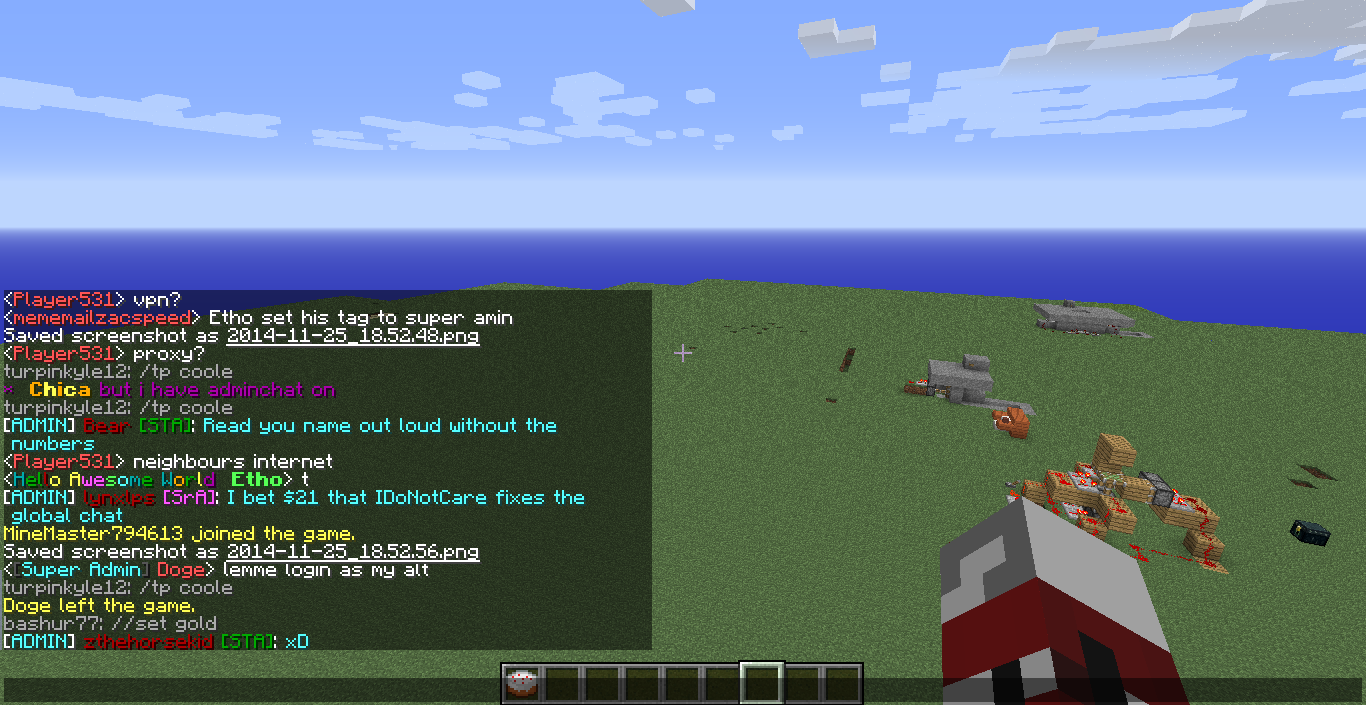 <Player531> vpn?
<mememailzacspeed> Etho set his tag to super amin
Saved screenshot as 2014-11-25_18.52.48.png
<Player531> proxy?
turpinkyle12: /tp coole
* Chica but i have adminchat on
turpinkyle12: /tp coole
[ADMIN] Bear [STA]: Read you name out loud without the
numbers
<Player531> neighbours internet
<Hello Awesome World Etho> t
[ADMIN] lynxlps [SrA]: I bet $21 that IDoNotCare fixes the
global chat
MineMaster794613 joined the game.
Saved screenshot as 2014-11-25_18.52.56.png
<[Super Admin] Doge> lemme login as my alt
turpinkyle12: /tp coole
Doge left the game.
bashur77: //set gold
[ADMIN] zthehorsekid [STA]: xD